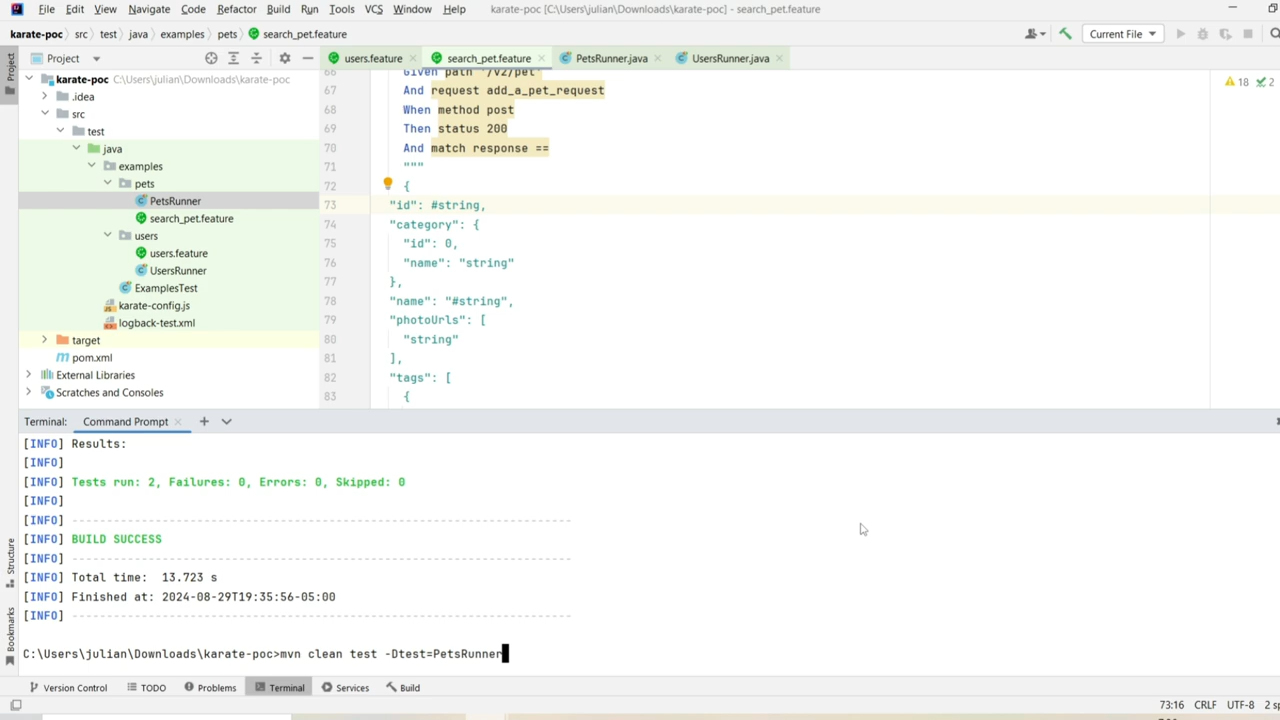 File Edit View Navigate Code Refactor Build Run Tools VCS Window Help karate-poc [C:\Users\julian\Downloads\karate-poc] - search_pet.feature
karate-poc src test java examples pets search_pet.feature Current File
Project users.feature search_pet.feature PetsRunner.java UsersRunner.java
Project
karate-poc C:\Users\julian\Downloads\karate-poc
.idea
src
test
java
examples
pets
PetsRunner
search_pet.feature
users
users.feature
UsersRunner
ExamplesTest
karate-config.js
logback-test.xml
target
pom.xml
External Libraries
Scratches and Consoles
18 2
66 Given path '/v2/pet'
67 And request add_a_pet_request
68 When method post
69 Then status 200
70 And match response ==
71 """
72 {
73 "id": #string,
74 "category": {
75 "id": 0,
76 "name": "string"
77 },
78 "name": "#string",
79 "photoUrls": [
80 "string"
81 ],
82 "tags": [
83 {
Terminal: Command Prompt
[INFO] Results:
[INFO]
[INFO] Tests run: 2, Failures: 0, Errors: 0, Skipped: 0
[INFO]
[INFO] ------------------------------------------------------------------------
[INFO] BUILD SUCCESS
[INFO] ------------------------------------------------------------------------
[INFO] Total time:  13.723 s
[INFO] Finished at: 2024-08-29T19:35:56-05:00
[INFO] ------------------------------------------------------------------------
C:\Users\julian\Downloads\karate-poc>mvn clean test -Dtest=PetsRunner
Structure
Bookmarks
Version Control TODO Problems Terminal Services Build
73:16 CRLF UTF-8